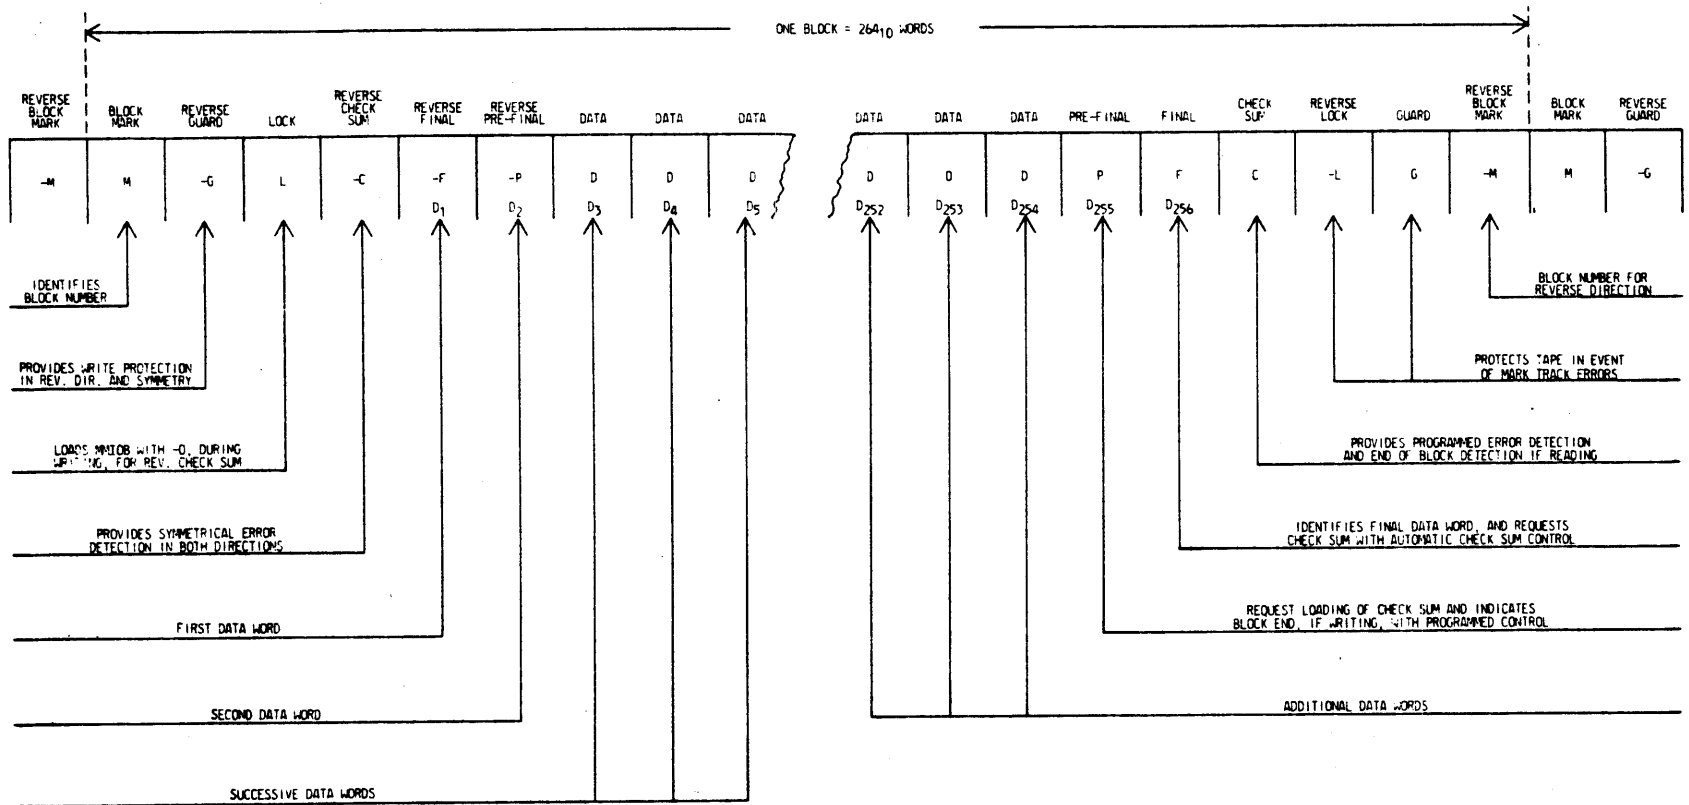 ONE BLOCK = 264₁₀ WORDS
REVERSE
BLOCK
MARK
BLOCK
MARK
REVERSE
GUARD
LOCK
REVERSE
CHECK
SUM
REVERSE
FINAL
REVERSE
PRE-FINAL
DATA
DATA
DATA
DATA
DATA
DATA
PRE-FINAL
FINAL
CHECK
SUM
REVERSE
LOCK
GUARD
REVERSE
BLOCK
MARK
BLOCK
MARK
REVERSE
GUARD
-M M -G L -C -F -P D D D D D D P F C -L G -M M -G
D₁ D₂ D₃ D₄ D₅ D₂₅₂ D₂₅₃ D₂₅₄ D₂₅₅ D₂₅₆
IDENTIFIES
BLOCK NUMBER
BLOCK NUMBER FOR
REVERSE DIRECTION
PROVIDES WRITE PROTECTION
IN REV. DIR. AND SYMMETRY
PROTECTS TAPE IN EVENT
OF MARK TRACK ERRORS
LOADS MMIOB WITH -0, DURING
WRITING, FOR REV. CHECK SUM
PROVIDES PROGRAMMED ERROR DETECTION
AND END OF BLOCK DETECTION IF READING
PROVIDES SYMMETRICAL ERROR
DETECTION IN BOTH DIRECTIONS
IDENTIFIES FINAL DATA WORD, AND REQUESTS
CHECK SUM WITH AUTOMATIC CHECK SUM CONTROL
FIRST DATA WORD
REQUEST LOADING OF CHECK SUM AND INDICATES
BLOCK END, IF WRITING, WITH PROGRAMMED CONTROL
SECOND DATA WORD
ADDITIONAL DATA WORDS
SUCCESSIVE DATA WORDS